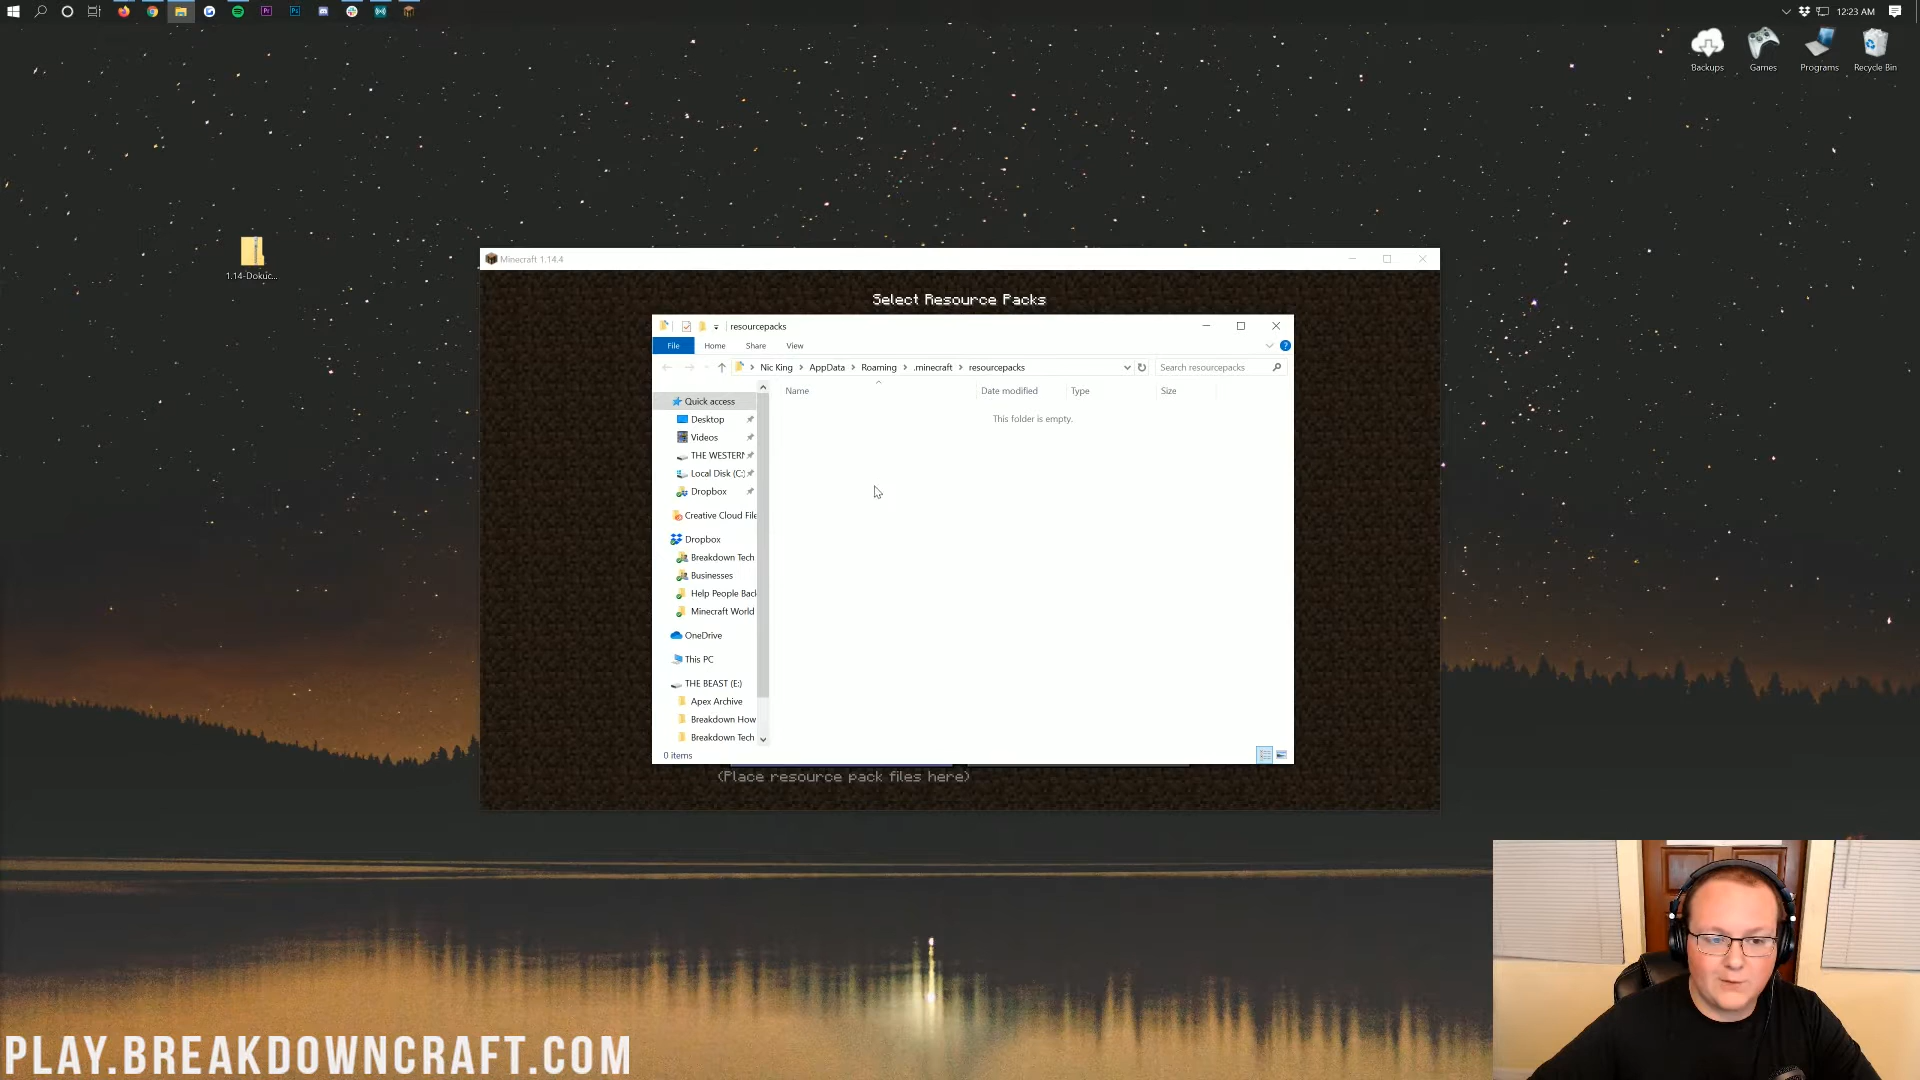 12:23 AM
Backups
Games
Programs
Recycle Bin
1.14-Dokuc...
Minecraft 1.14.4
Select Resource Packs
resourcepacks
File
Home
Share
View
Nic King
AppData
Roaming
.minecraft
resourcepacks
Search resourcepacks
Name
Date modified
Type
Size
This folder is empty.
Quick access
Desktop
Videos
THE WESTERN
Local Disk (C:)
Dropbox
Creative Cloud File
Dropbox
Breakdown Tech
Businesses
Help People Bac
Minecraft World
OneDrive
This PC
THE BEAST (E:)
Apex Archive
Breakdown How
Breakdown Tech
0 items
(Place resource pack files here)
PLAY.BREAKDOWNCRAFT.COM